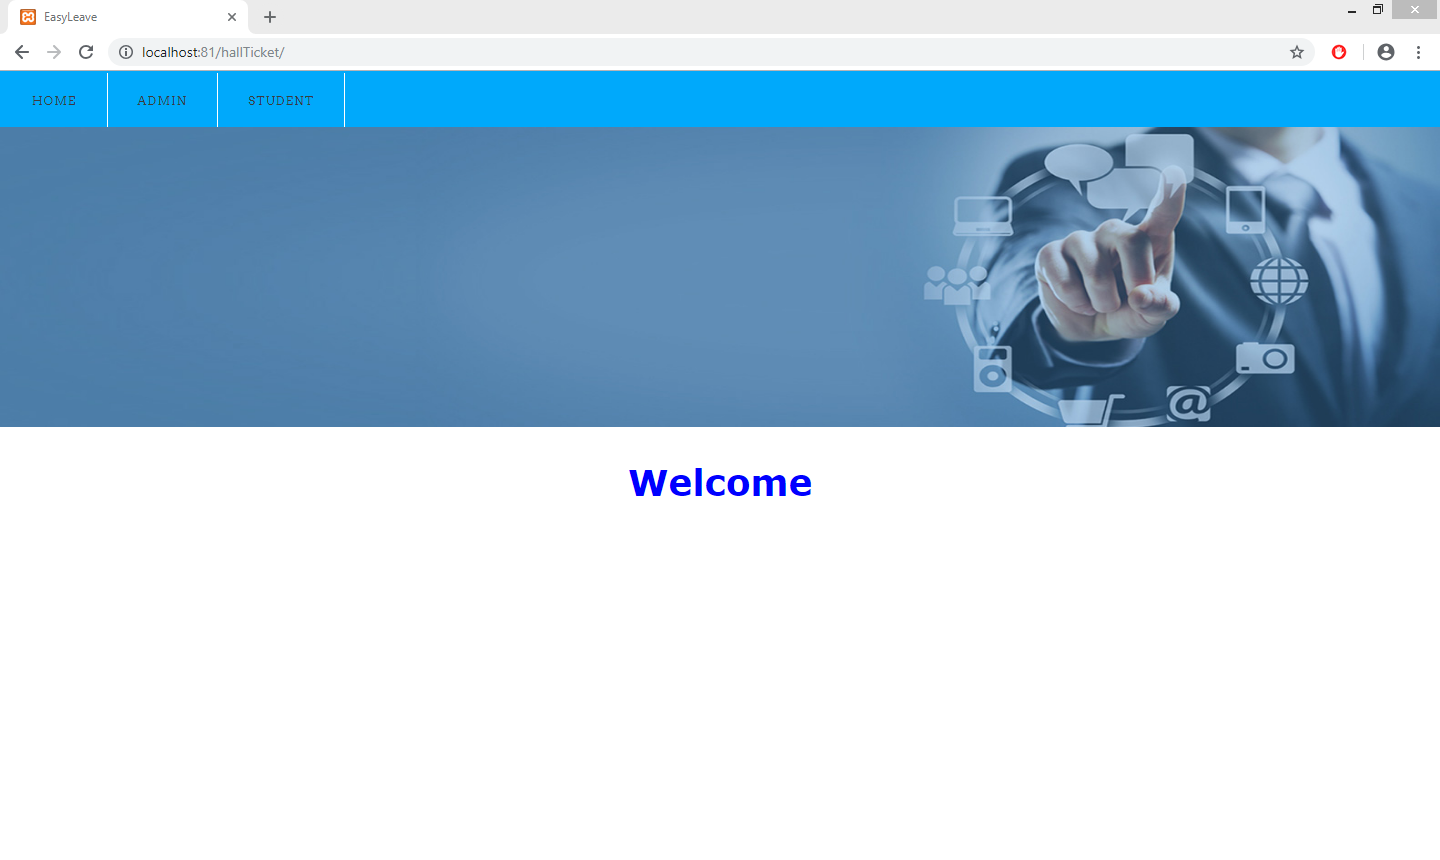 EasyLeave
localhost:81/hallTicket/
HOME ADMIN STUDENT
@
Welcome